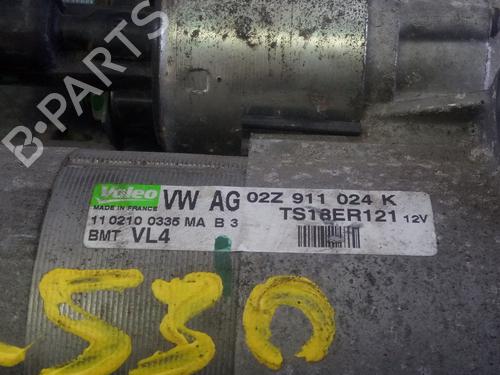 B-PARTS
Valeo VW AG 02Z 911 024 K
MADE IN FRANCE
TS18ER121 12V
110210 0335 MA B 3
BMT VL4
-550